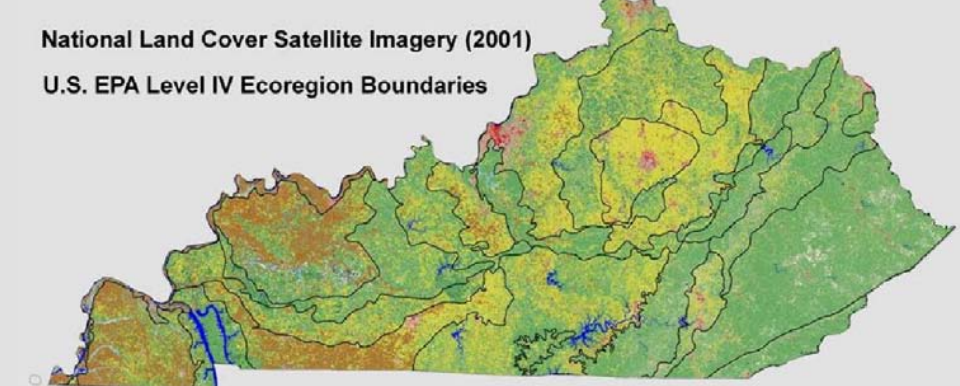 National Land Cover Satellite Imagery (2001)
U.S. EPA Level IV Ecoregion Boundaries